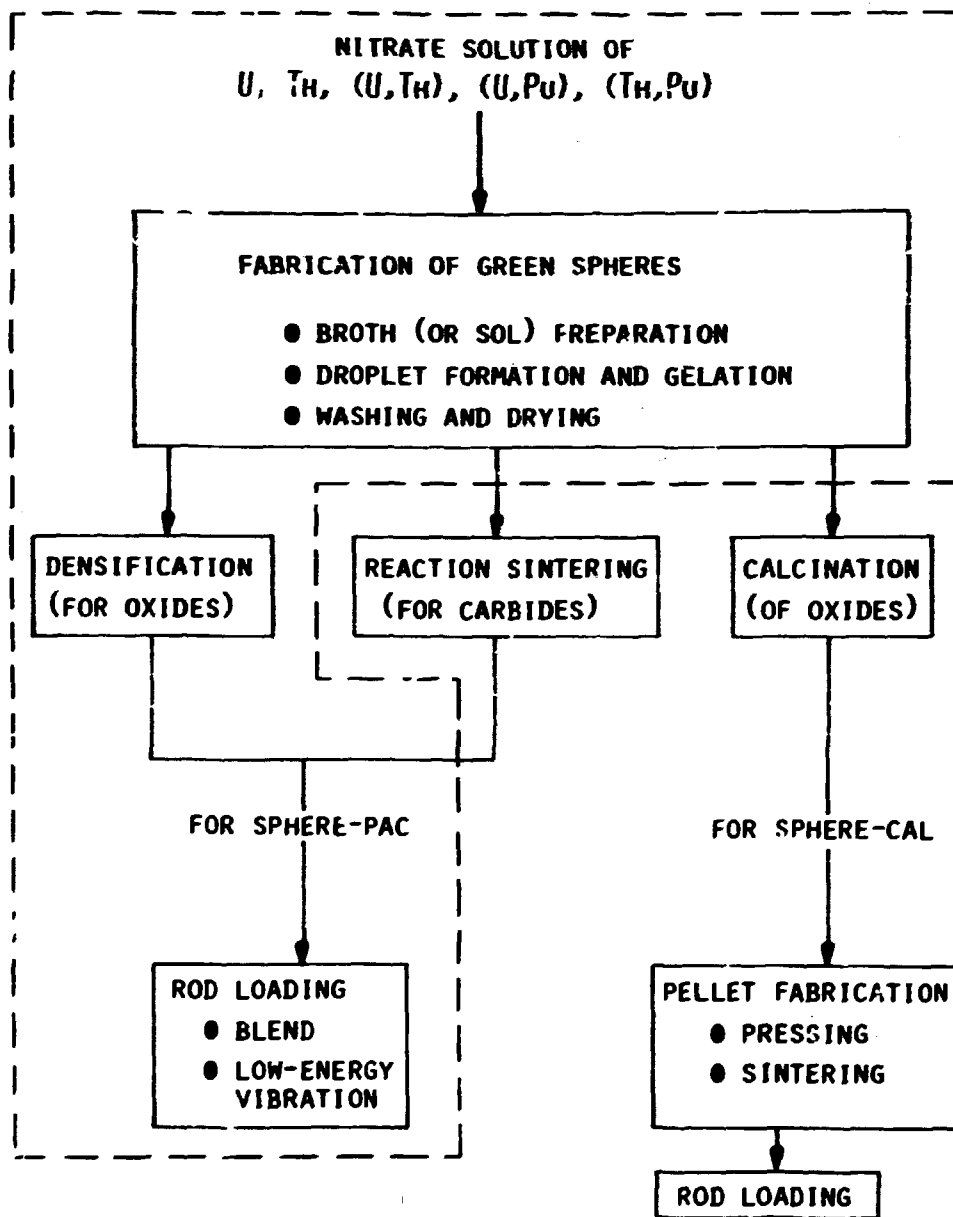 NITRATE SOLUTION OF
U, TH, (U,TH), (U,PU), (TH,PU)
FABRICATION OF GREEN SPHERES
● BROTH (OR SOL) PREPARATION
● DROPLET FORMATION AND GELATION
● WASHING AND DRYING
DENSIFICATION
(FOR OXIDES)
REACTION SINTERING
(FOR CARBIDES)
CALCINATION
(OF OXIDES)
FOR SPHERE-PAC
FOR SPHERE-CAL
ROD LOADING
● BLEND
● LOW-ENERGY
VIBRATION
PELLET FABRICATION
● PRESSING
● SINTERING
ROD LOADING